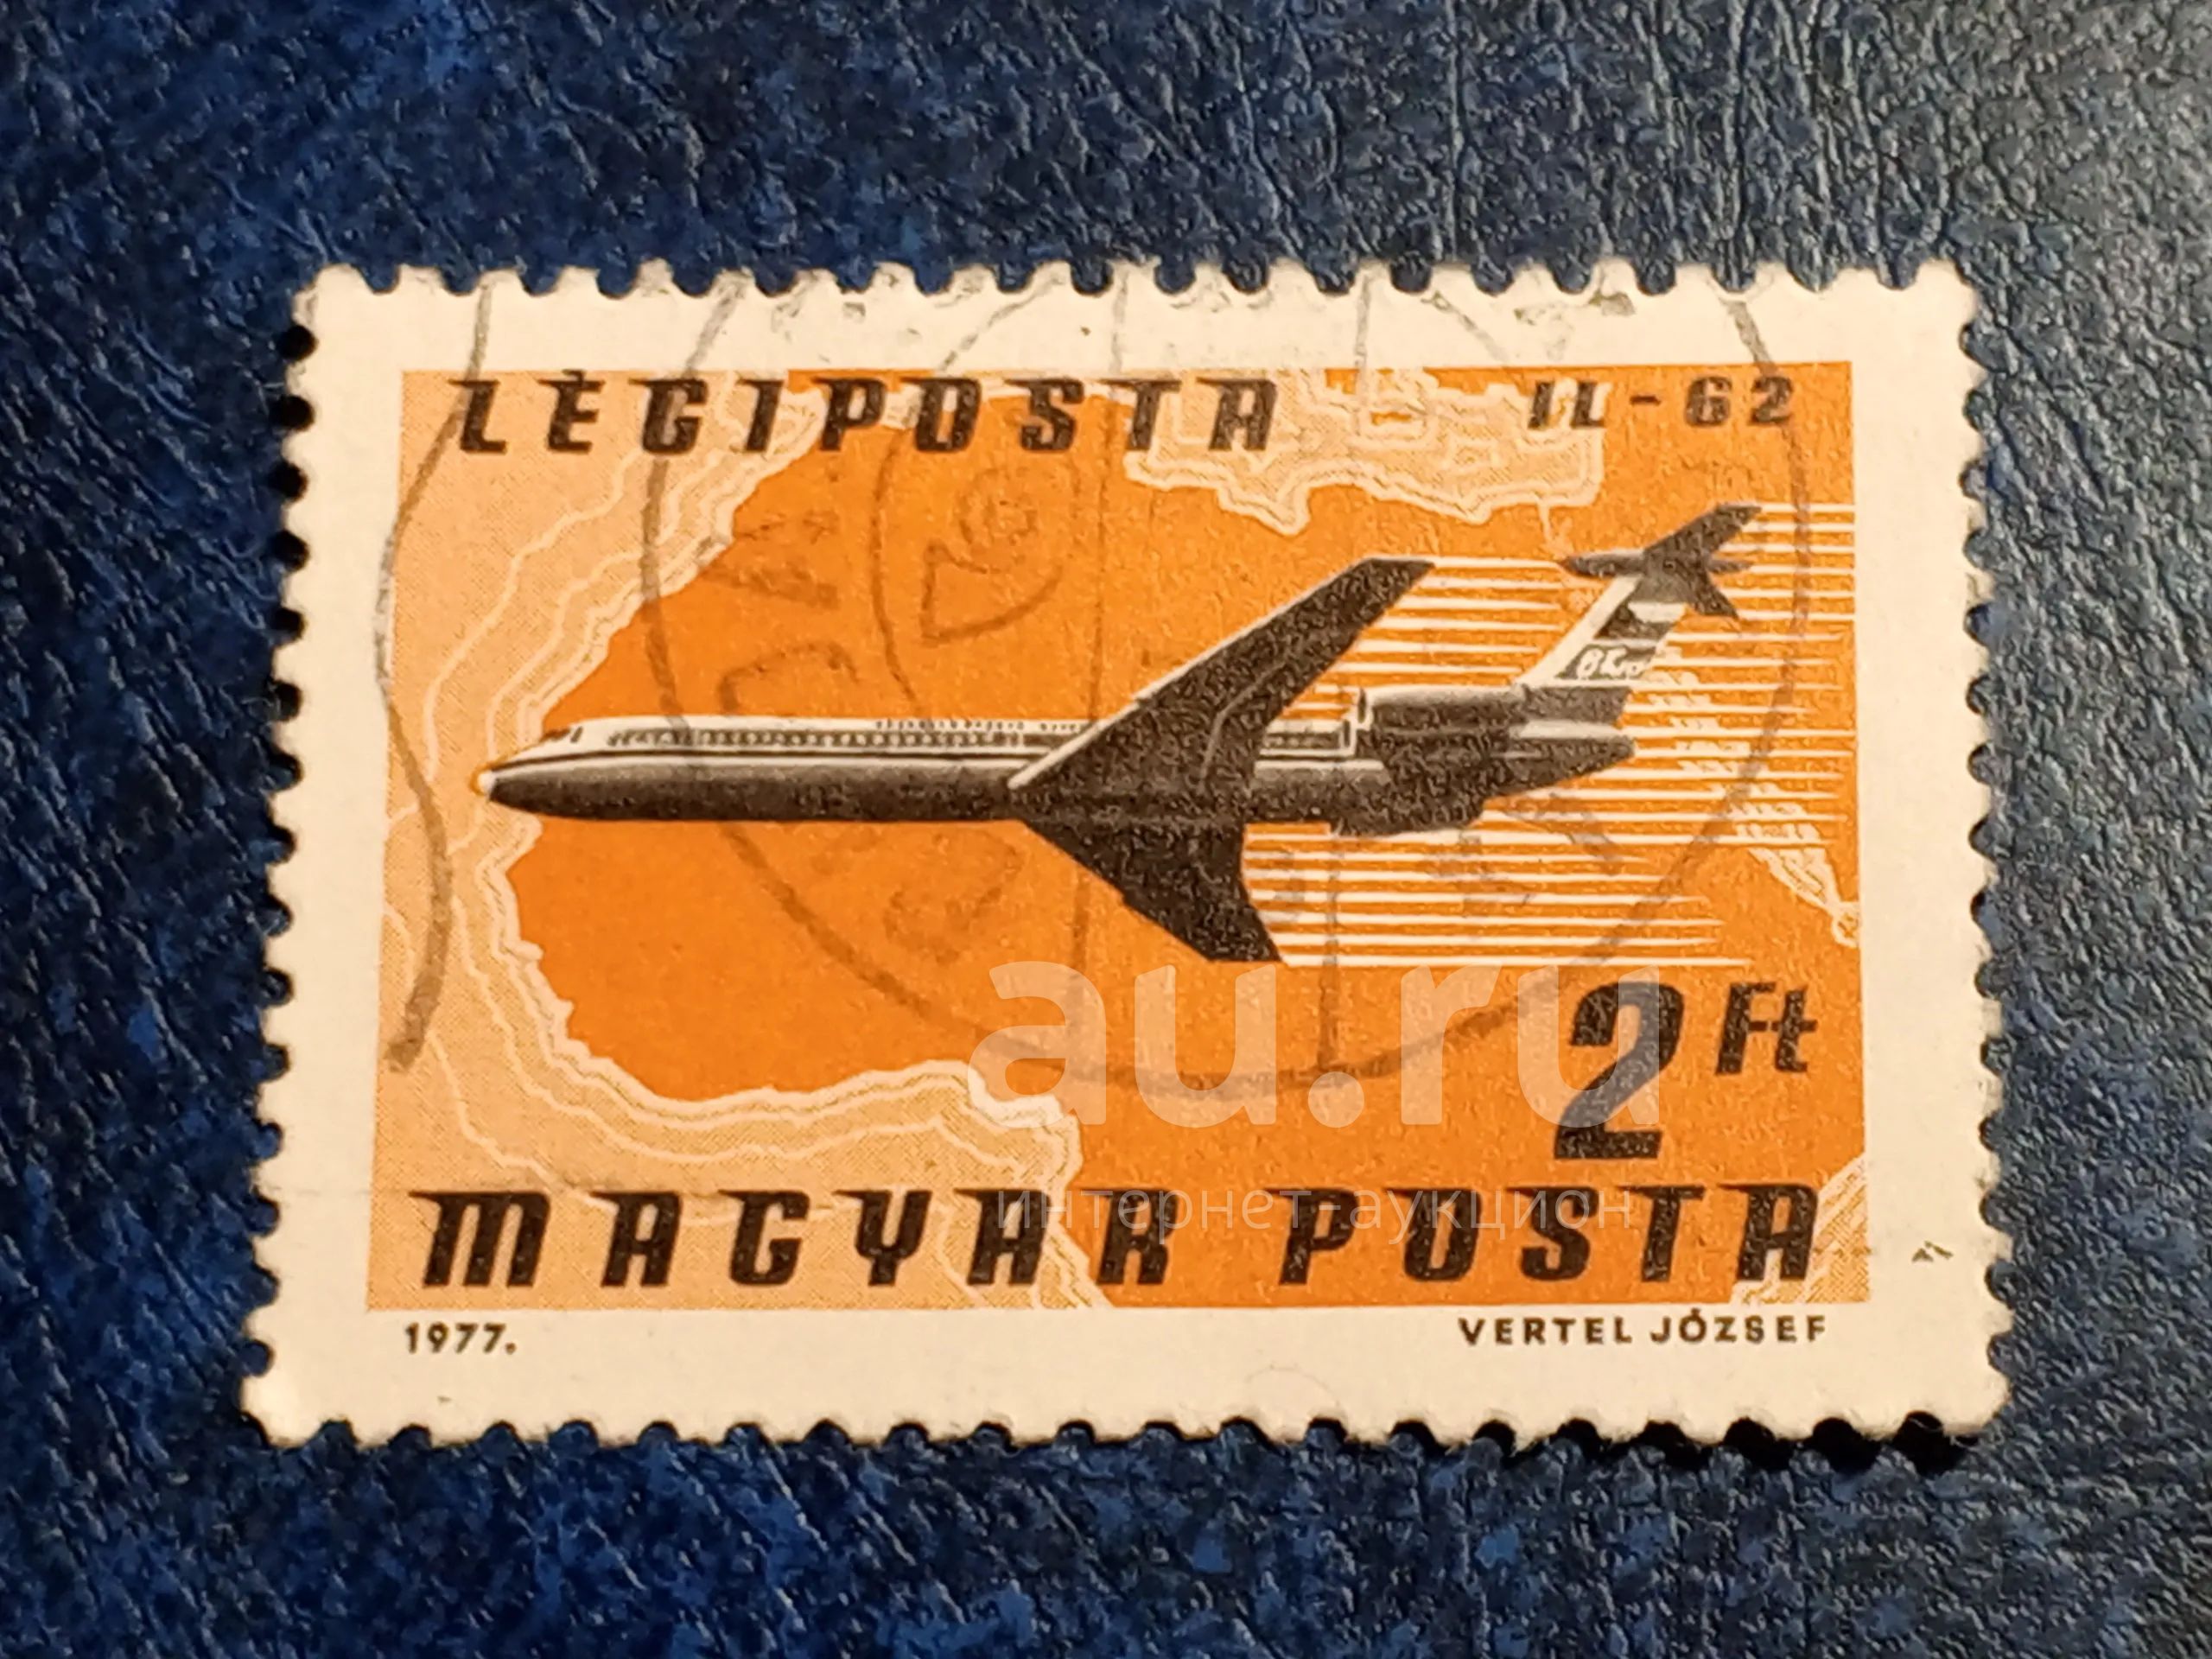 LÉGIPOSTA IL-62
2 Ft
au.ru
интернет-аукцион
MAGYAR POSTA
1977. VERTEL JÓZSEF